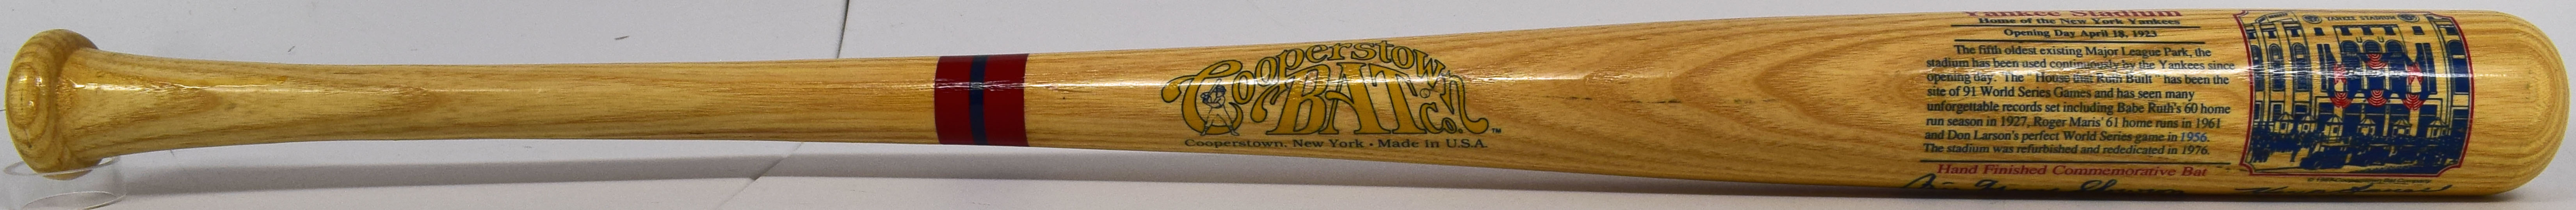 Cooperstown
BAT Co. ™
Cooperstown, New York · Made in U.S.A.
Yankee Stadium
Home of the New York Yankees
Opening Day April 18, 1923
The fifth oldest existing Major League Park, the
stadium has been used continuously by the Yankees since
opening day. The "House that Ruth Built" has been the
site of 91 World Series Games and has seen many
unforgettable records set including Babe Ruth's 60 home
run season in 1927, Roger Maris' 61 home runs in 1961
and Don Larson's perfect World Series game in 1956.
The stadium was refurbished and rededicated in 1976.
Hand Finished Commemorative Bat
YANKEE STADIUM